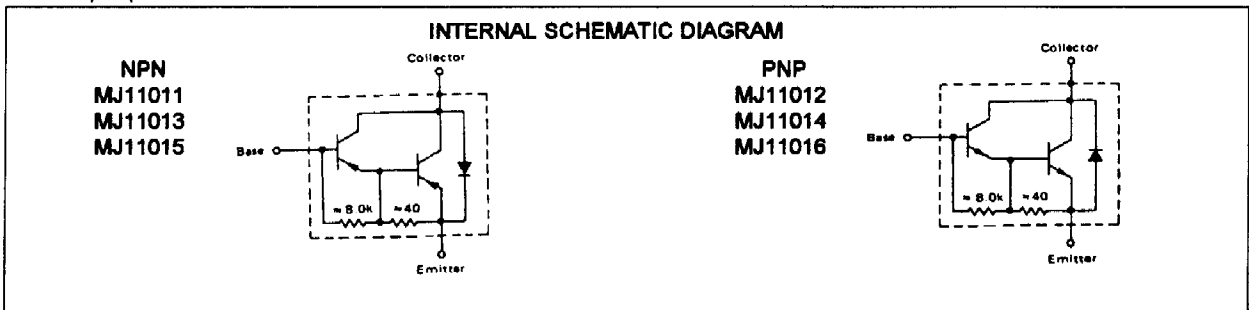 INTERNAL SCHEMATIC DIAGRAM
NPN
MJ11011
MJ11013
MJ11015
Collector
Base
≈ 8.0k
≈40
Emitter
PNP
MJ11012
MJ11014
MJ11016
Collector
Base
≈ 8.0k
≈40
Emitter